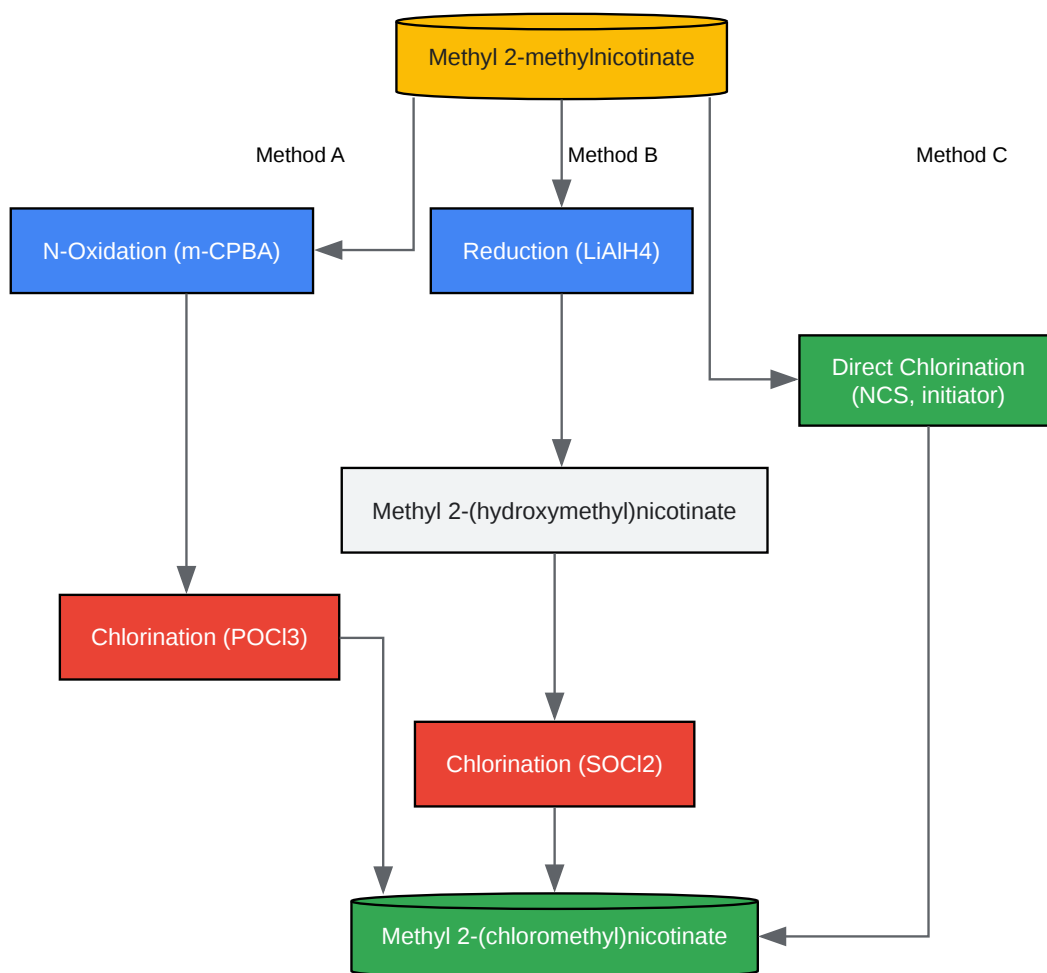 Methyl 2-methylnicotinate
Method A
Method B
Method C
N-Oxidation (m-CPBA)
Reduction (LiAlH4)
Direct Chlorination
(NCS, initiator)
Methyl 2-(hydroxymethyl)nicotinate
Chlorination (POCl3)
Chlorination (SOCl2)
Methyl 2-(chloromethyl)nicotinate